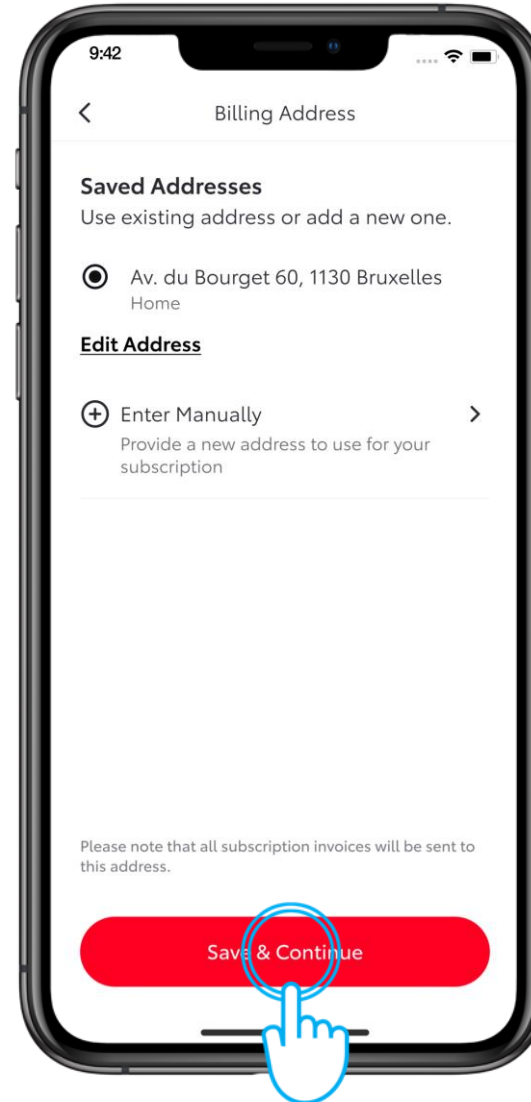 9:42
Billing Address
Saved Addresses
Use existing address or add a new one.
Av. du Bourget 60, 1130 Bruxelles
Home
Edit Address
Enter Manually
Provide a new address to use for your
subscription
Please note that all subscription invoices will be sent to
this address.
Save & Continue